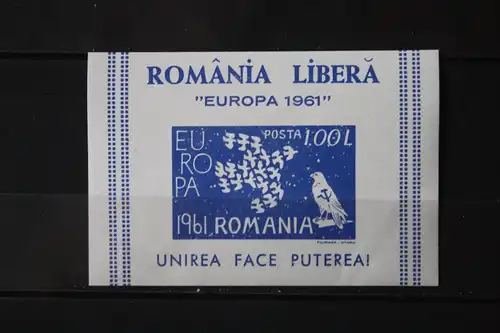 ROMÂNIA LIBERĂ
"EUROPA 1961"
EU
RO
PA
1961
POSTA 1.00 L
ROMANIA
UNIREA FACE PUTEREA!